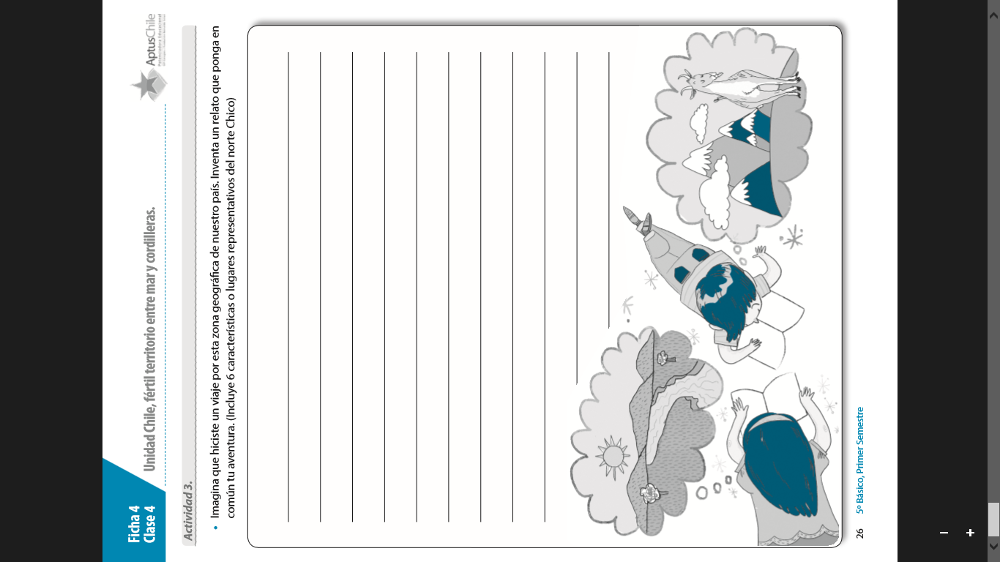 Ficha 4
Clase 4
Unidad Chile, fértil territorio entre mar y cordilleras.
AptusChile
Actividad 3.
• Imagina que hiciste un viaje por esta zona geográfica de nuestro país. Inventa un relato que ponga en
común tu aventura. (Incluye 6 características o lugares representativos del norte Chico)
26 5º Básico, Primer Semestre